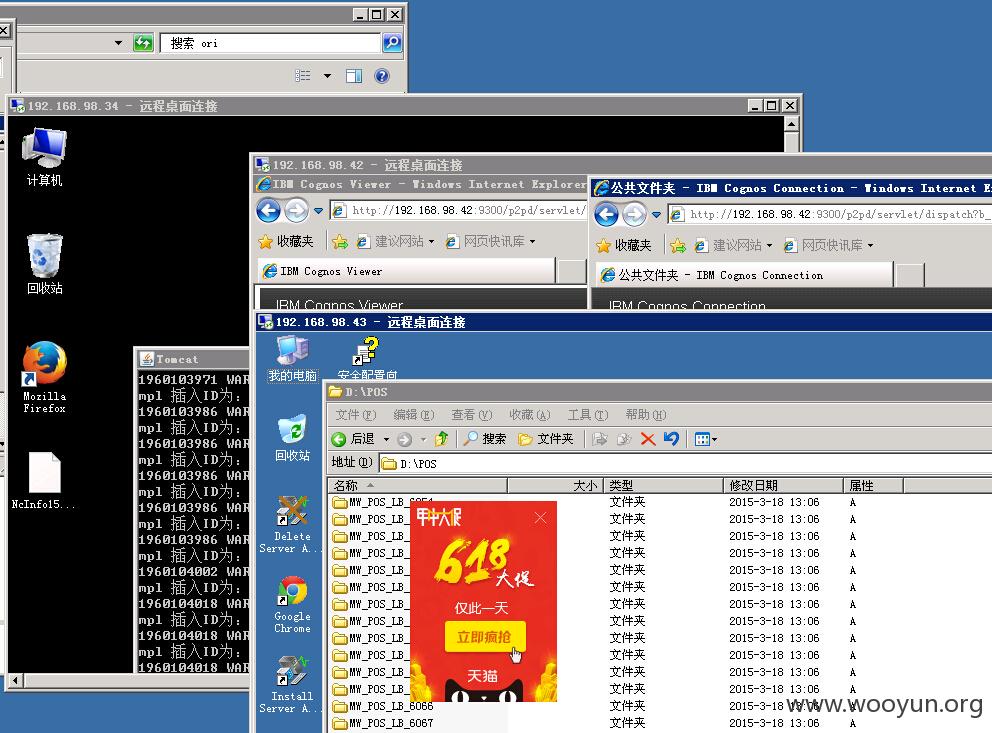 搜索 ori
192.168.98.34 - 远程桌面连接
计算机
回收站
Mozilla
Firefox
NcInfo15...
Tomcat
1960103971 WAR
mpl 插入ID为:
1960103986 WAR
mpl 插入ID为:
1960103986 WAR
mpl 插入ID为:
1960103986 WAR
mpl 插入ID为:
1960103986 WAR
mpl 插入ID为:
1960103986 WAR
mpl 插入ID为:
1960104002 WAR
mpl 插入ID为:
1960104018 WAR
mpl 插入ID为:
1960104018 WAR
mpl 插入ID为:
1960104018 WAR
192.168.98.42 - 远程桌面连接
IBM Cognos Viewer - Windows Internet Explorer
http://192.168.98.42:9300/p2pd/servlet/
收藏夹 建议网站 网页快讯库
IBM Cognos Viewer
IBM Cognos Viewer
公共文件夹 - IBM Cognos Connection - Windows Internet E
http://192.168.98.42:9300/p2pd/servlet/dispatch?b_
收藏夹 建议网站 网页快讯库
公共文件夹 - IBM Cognos Connection
IBM Cognos Connection
192.168.98.43 - 远程桌面连接
我的电脑
安全配置向
回收站
Delete
Server A...
Google
Chrome
Install
Server A...
D:\POS
文件(F) 编辑(E) 查看(V) 收藏(A) 工具(T) 帮助(H)
后退 搜索 文件夹
地址(D) D:\POS
名称 大小 类型 修改日期 属性
MW_POS_LB_6054 文件夹 2015-3-18 13:06 A
MW_POS_LB_ 文件夹 2015-3-18 13:06 A
MW_POS_LB_ 文件夹 2015-3-18 13:06 A
MW_POS_LB_ 文件夹 2015-3-18 13:06 A
MW_POS_LB_ 文件夹 2015-3-18 13:06 A
MW_POS_LB_ 文件夹 2015-3-18 13:06 A
MW_POS_LB_ 文件夹 2015-3-18 13:06 A
MW_POS_LB_ 文件夹 2015-3-18 13:06 A
MW_POS_LB_ 文件夹 2015-3-18 13:06 A
MW_POS_LB_ 文件夹 2015-3-18 13:06 A
MW_POS_LB_ 文件夹 2015-3-18 13:06 A
MW_POS_LB_ 文件夹 2015-3-18 13:06 A
MW_POS_LB_6066 文件夹 2015-3-18 13:06 A
MW_POS_LB_6067 文件夹 2015-3-18 13:06 A
年中大促
618
大促
仅此一天
立即疯抢
天猫
www.wooyun.org